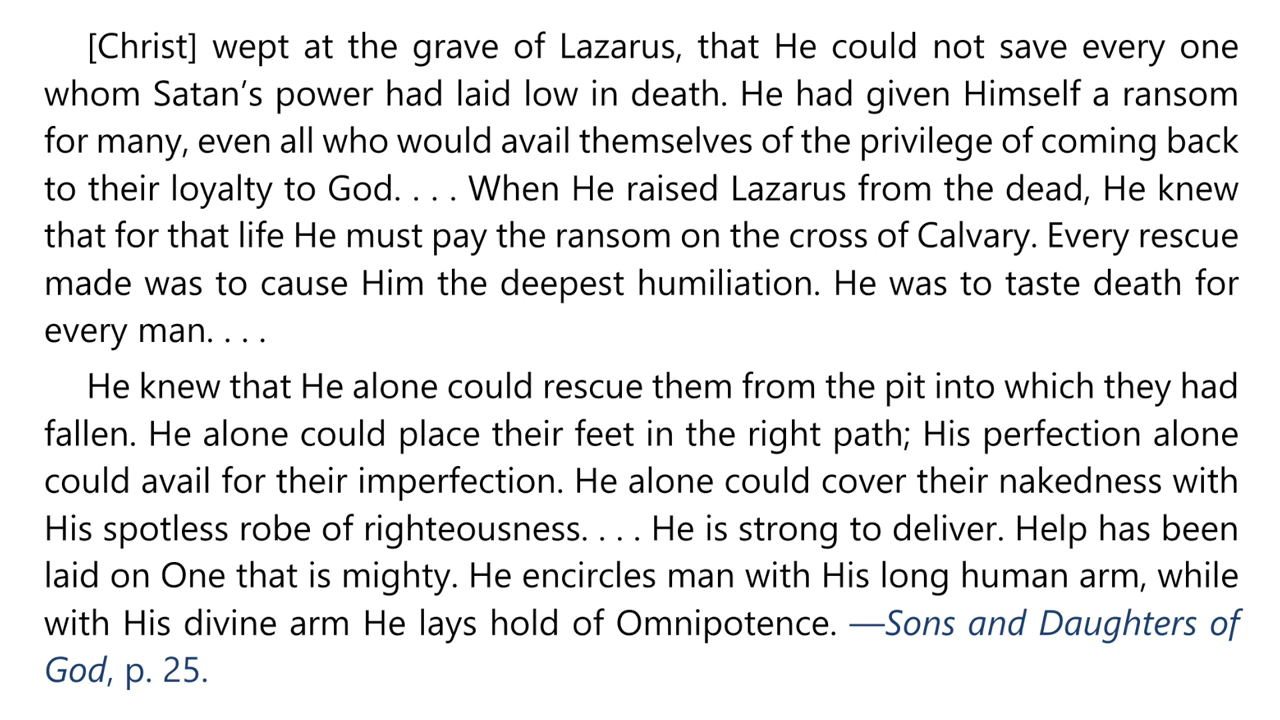 [Christ] wept at the grave of Lazarus, that He could not save every one
whom Satan’s power had laid low in death. He had given Himself a ransom
for many, even all who would avail themselves of the privilege of coming back
to their loyalty to God. . . . When He raised Lazarus from the dead, He knew
that for that life He must pay the ransom on the cross of Calvary. Every rescue
made was to cause Him the deepest humiliation. He was to taste death for
every man. . . .
He knew that He alone could rescue them from the pit into which they had
fallen. He alone could place their feet in the right path; His perfection alone
could avail for their imperfection. He alone could cover their nakedness with
His spotless robe of righteousness. . . . He is strong to deliver. Help has been
laid on One that is mighty. He encircles man with His long human arm, while
with His divine arm He lays hold of Omnipotence. —Sons and Daughters of
God, p. 25.